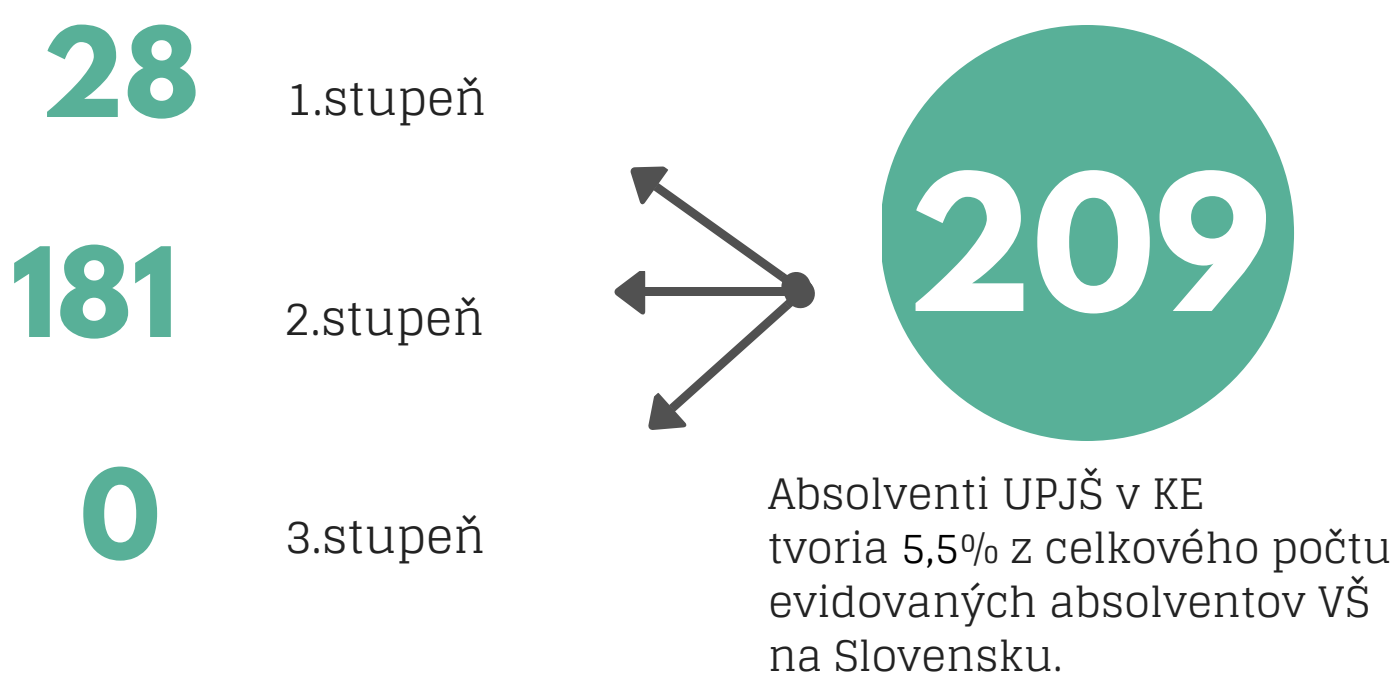 28
1.stupeň
181
2.stupeň
0
3.stupeň
209
Absolventi UPJŠ v KE
tvoria 5,5% z celkového počtu
evidovaných absolventov VŠ
na Slovensku.